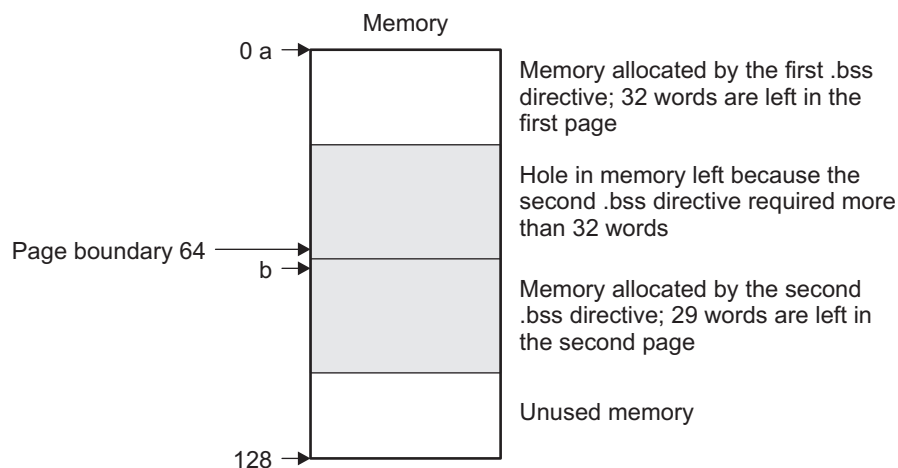 Memory
0 a
Memory allocated by the first .bss
directive; 32 words are left in the
first page
Hole in memory left because the
second .bss directive required more
than 32 words
Page boundary 64
b
Memory allocated by the second
.bss directive; 29 words are left in
the second page
Unused memory
128